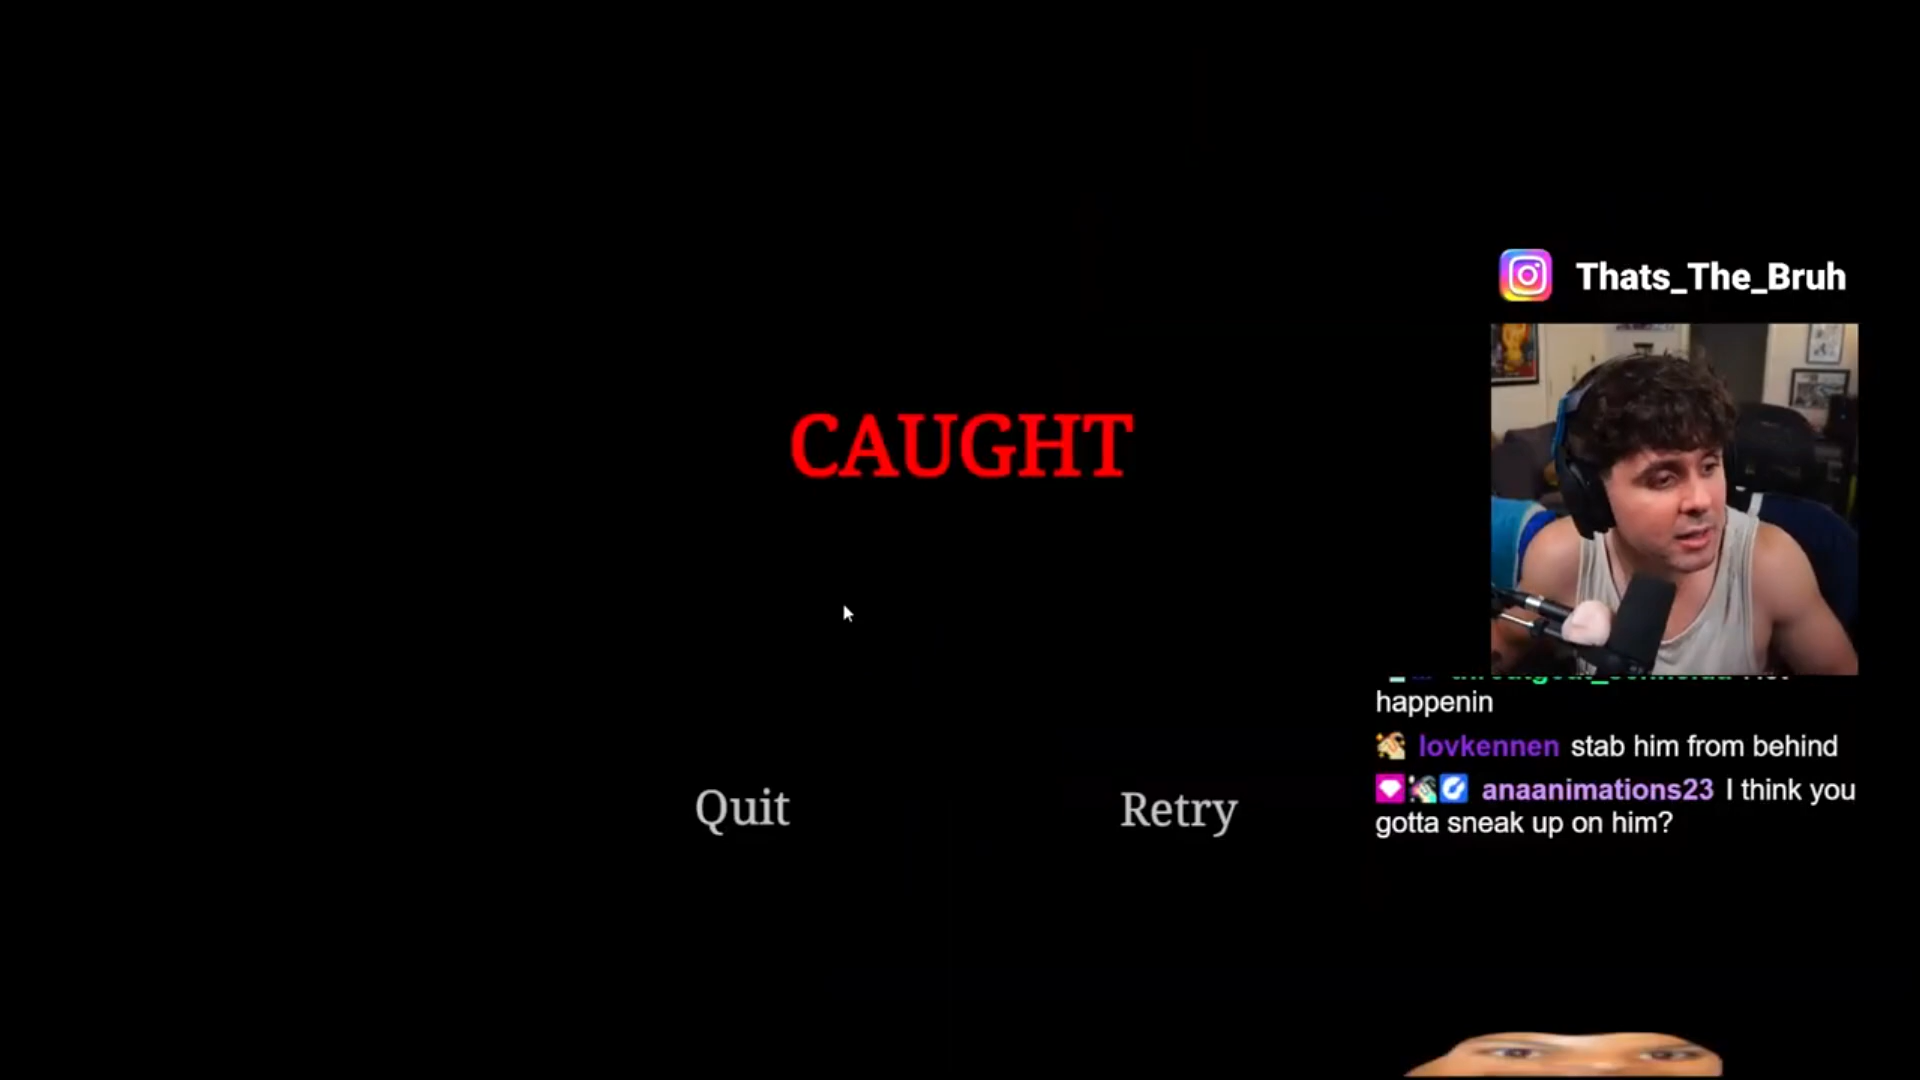 Thats_The_Bruh
CAUGHT
happenin
lovkennen stab him from behind
anaanimations23 I think you
gotta sneak up on him?
Quit
Retry